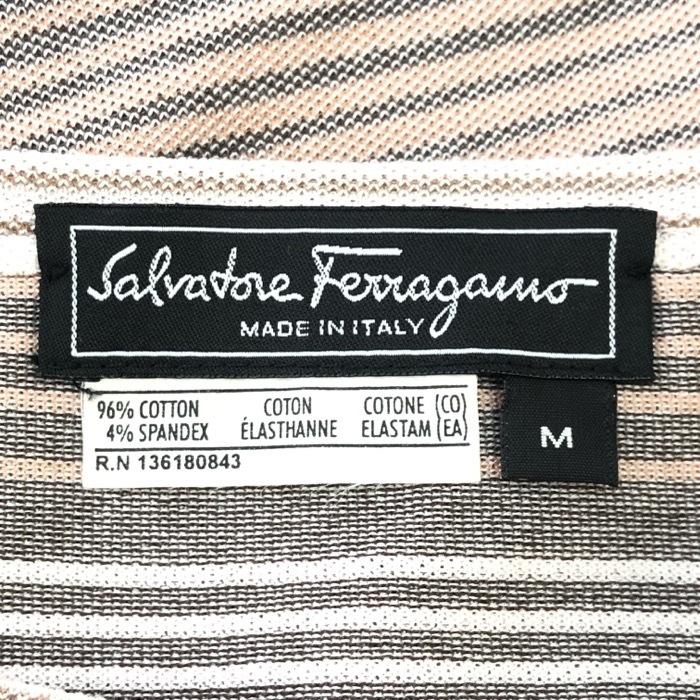 Salvatore Ferragamo
MADE IN ITALY
96% COTTON COTON COTONE (CO)
4% SPANDEX ÉLASTHANNE ELASTAM (EA)
R.N 136180843
M